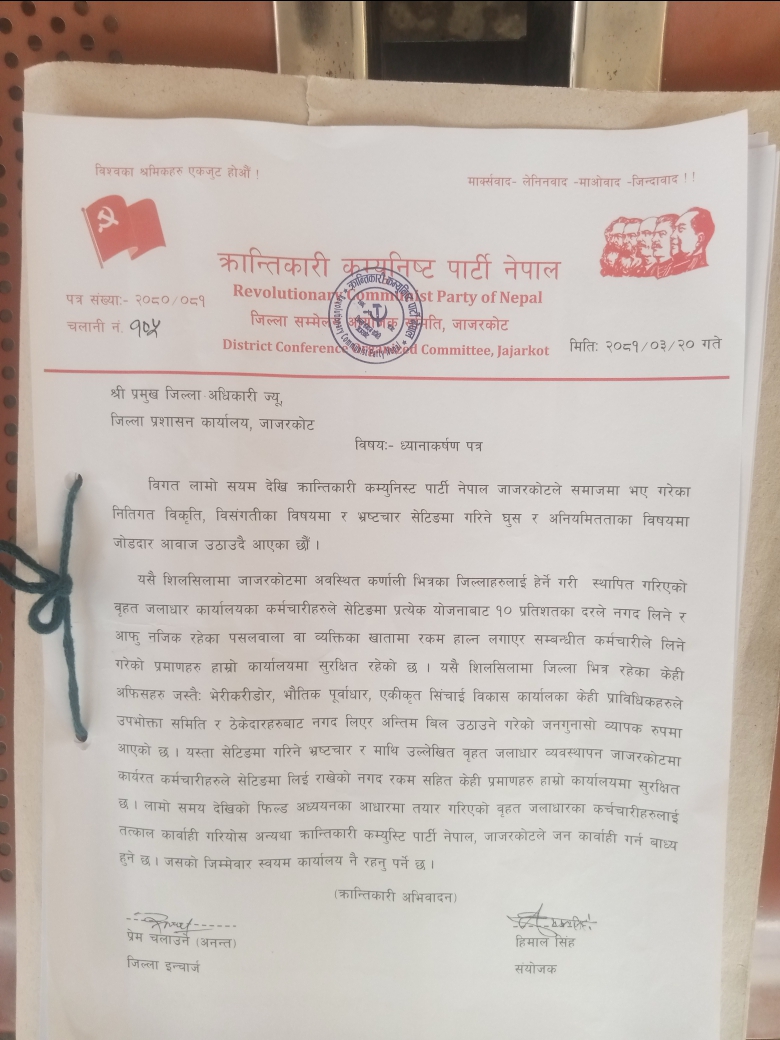 विश्वका श्रमिकहरु एकजुट होऔं !
मार्क्सवाद- लेनिनवाद -माओवाद -जिन्दावाद !!
क्रान्तिकारी कम्युनिष्ट पार्टी नेपाल
Revolutionary Communist Party of Nepal
पत्र संख्याः- २०८०/०८१
जिल्ला सम्मेलन समिति, जाजरकोट
चलानी नं. १०५
District Conference Committee, Jajarkot
मितिः २०८१/०३/२० गते
श्री प्रमुख जिल्ला अधिकारी ज्यू,
जिल्ला प्रशासन कार्यालय, जाजरकोट
विषयः- ध्यानाकर्षण पत्र
विगत लामो सयम देखि क्रान्तिकारी कम्युनिस्ट पार्टी नेपाल जाजरकोटले समाजमा भए गरेका
नितिगत विकृति, विसंगतीका विषयमा र भ्रष्टचार सेटिङमा गरिने घुस र अनियमितताका विषयमा
जोडदार आवाज उठाउदै आएका छौं ।
यसै शिलसिलामा जाजरकोटमा अवस्थित कर्णाली भित्रका जिल्लाहरुलाई हेर्ने गरी स्थापित गरिएको
बृहत जलाधार कार्यालयका कर्मचारीहरुले सेटिङमा प्रत्येक योजनाबाट १० प्रतिशतका दरले नगद लिने र
आफु नजिक रहेका पसलवाला वा व्यक्तिका खातामा रकम हाल्न लगाएर सम्बन्धीत कर्मचारीले लिने
गरेको प्रमाणहरु हाम्रो कार्यालयमा सुरक्षित रहेको छ । यसै शिलसिलामा जिल्ला भित्र रहेका केही
अफिसहरु जस्तैः भेरीकरीडोर, भौतिक पूर्वाधार, एकीकृत सिंचाई विकास कार्यालका केही प्राविधिकहरुले
उपभोक्ता समिति र ठेकेदारहरुबाट नगद लिएर अन्तिम बिल उठाउने गरेको जनगुनासो व्यापक रुपमा
आएको छ । यस्ता सेटिङमा गरिने भ्रष्टचार र माथि उल्लेखित बृहत जलाधार व्यवस्थापन जाजरकोटमा
कार्यरत कर्मचारीहरुले सेटिङमा लिई राखेको नगद रकम सहित केही प्रमाणहरु हाम्रो कार्यालयमा सुरक्षित
छ । लामो समय देखिको फिल्ड अध्ययनका आधारमा तयार गरिएको बृहत जलाधारका कर्चचारीहरुलाई
तत्काल कार्वाही गरियोस अन्यथा क्रान्तिकारी कम्युस्टि पार्टी नेपाल, जाजरकोटले जन कार्वाही गर्न बाध्य
हुने छ । जसको जिम्मेवार स्वयम कार्यालय नै रहनु पर्ने छ ।
(क्रान्तिकारी अभिवादन)
प्रेम चलाउने (अनन्त)
हिमाल सिंह
जिल्ला इन्चार्ज
संयोजक